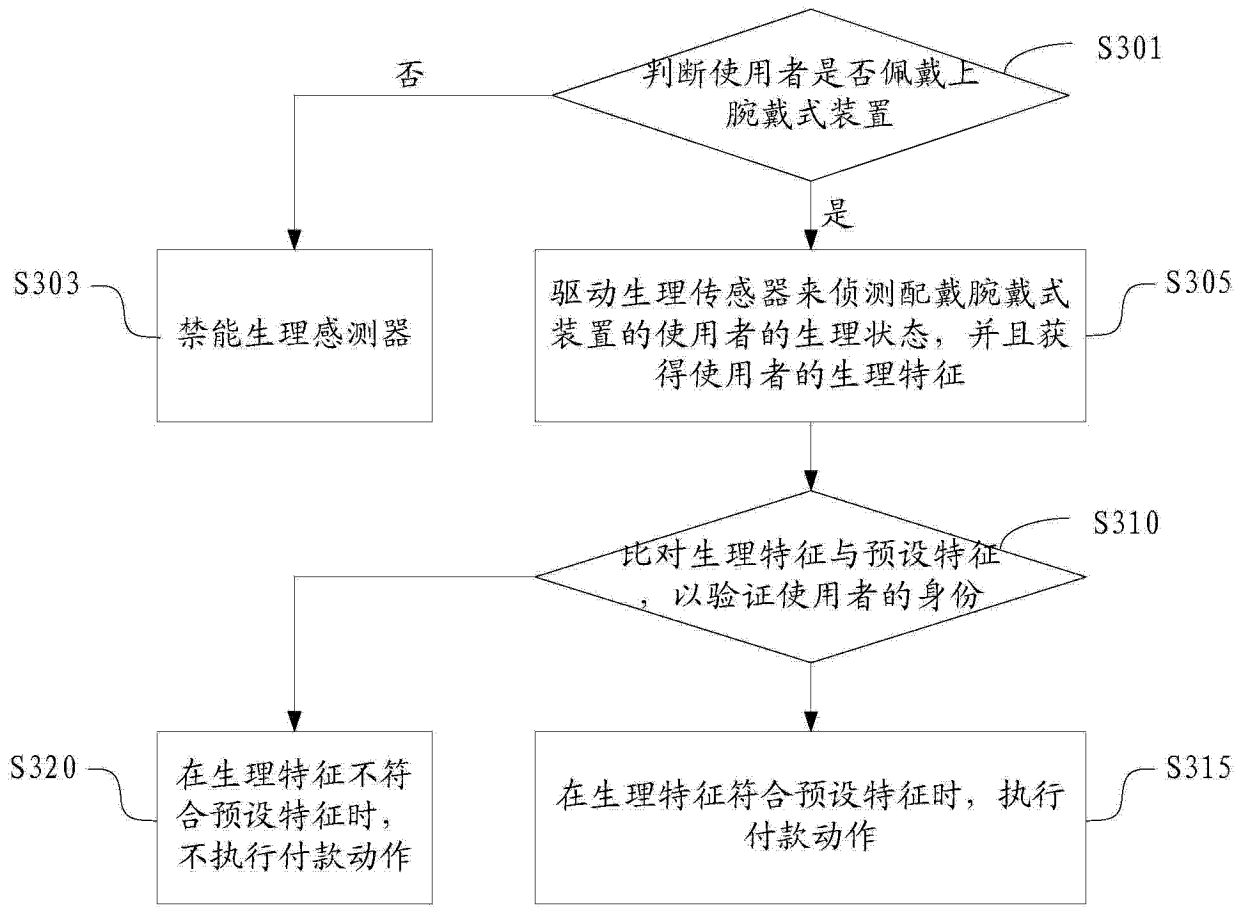 判断使用者是否佩戴上
腕戴式装置
S301
否
是
S303
禁能生理感测器
驱动生理传感器来侦测配戴腕戴式
装置的使用者的生理状态，并且获
得使用者的生理特征
S305
比对生理特征与预设特征
，以验证使用者的身份
S310
S320
在生理特征不符
合预设特征时，
不执行付款动作
在生理特征符合预设特征时，执行
付款动作
S315